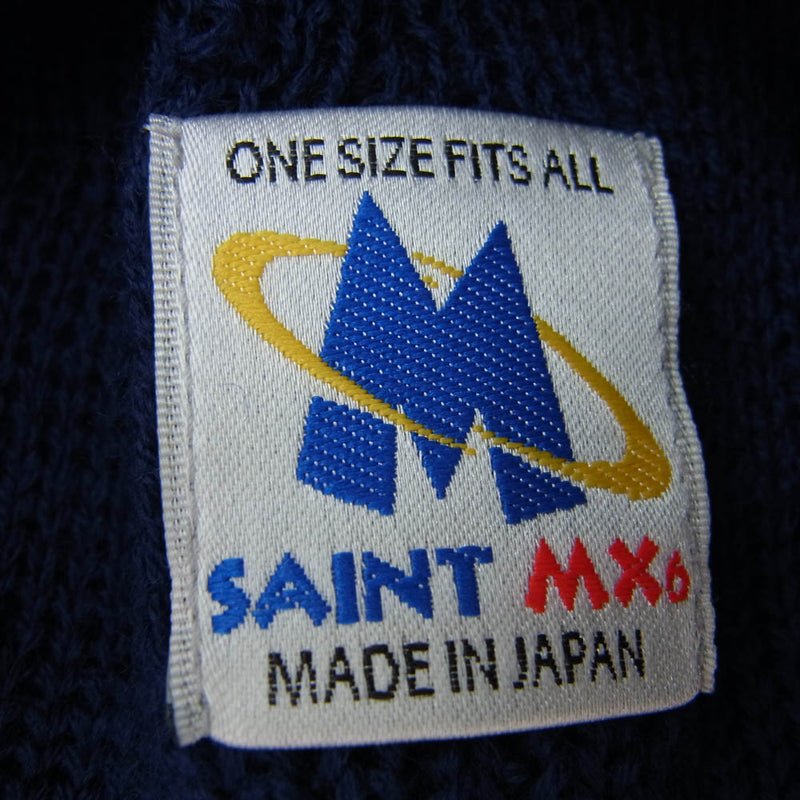 ONE SIZE FITS ALL
M
SAINT MX6
MADE IN JAPAN